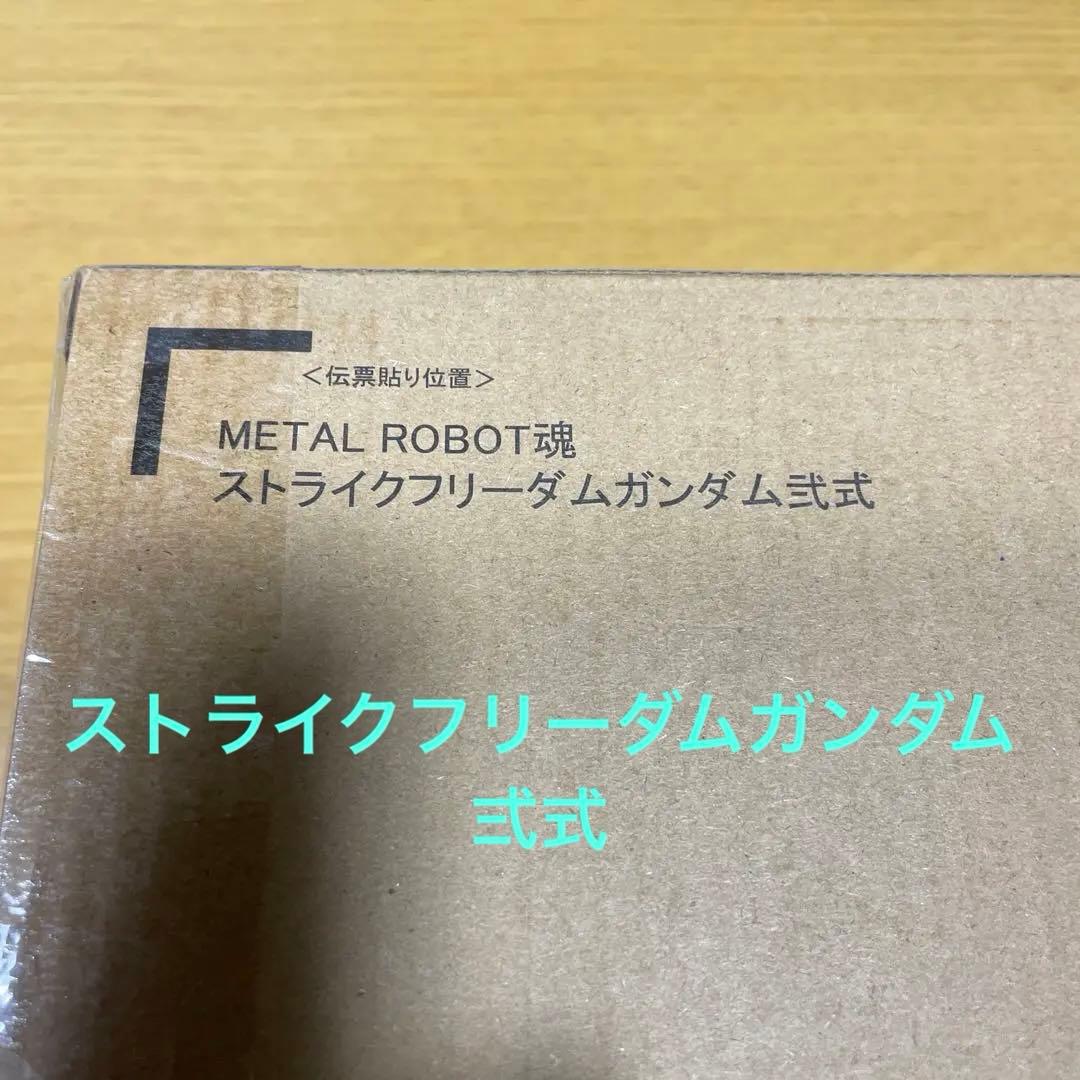 ＜伝票貼り位置＞
METAL ROBOT魂
ストライクフリーダムガンダム弐式
ストライクフリーダムガンダム
弐式